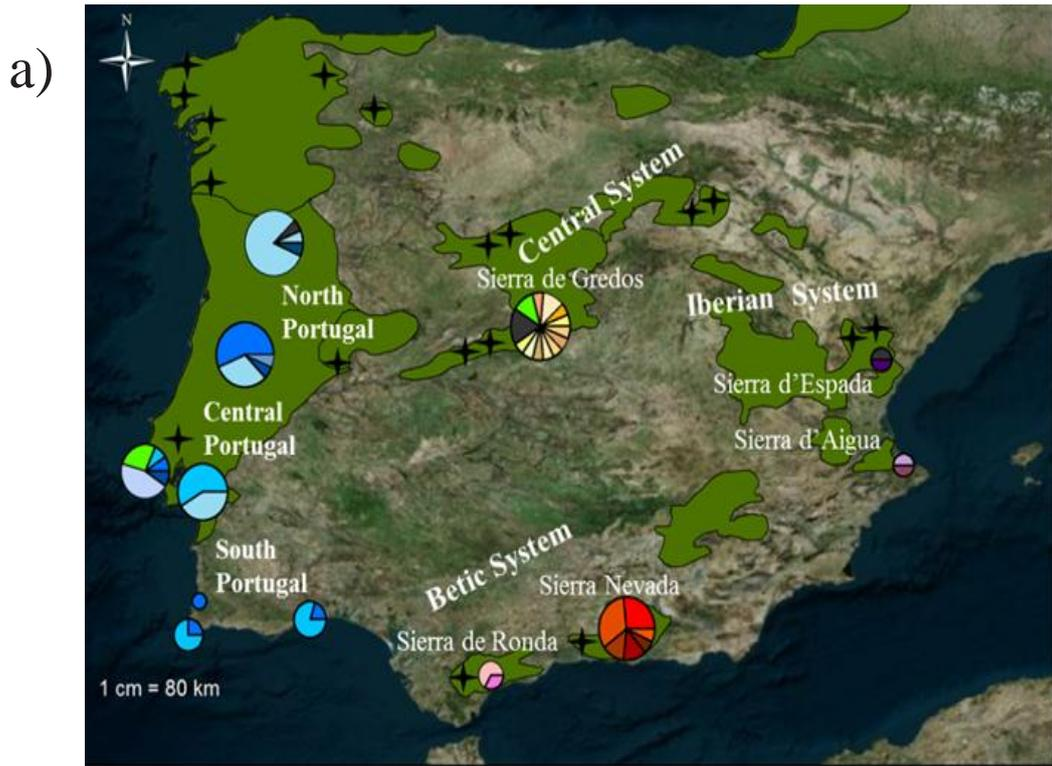 a)
N
Central System
Sierra de Gredos
North
Portugal
Iberian System
Sierra d'Espada
Central
Portugal
Sierra d'Aigua
South
Portugal
Betic System
Sierra Nevada
Sierra de Ronda
1 cm = 80 km